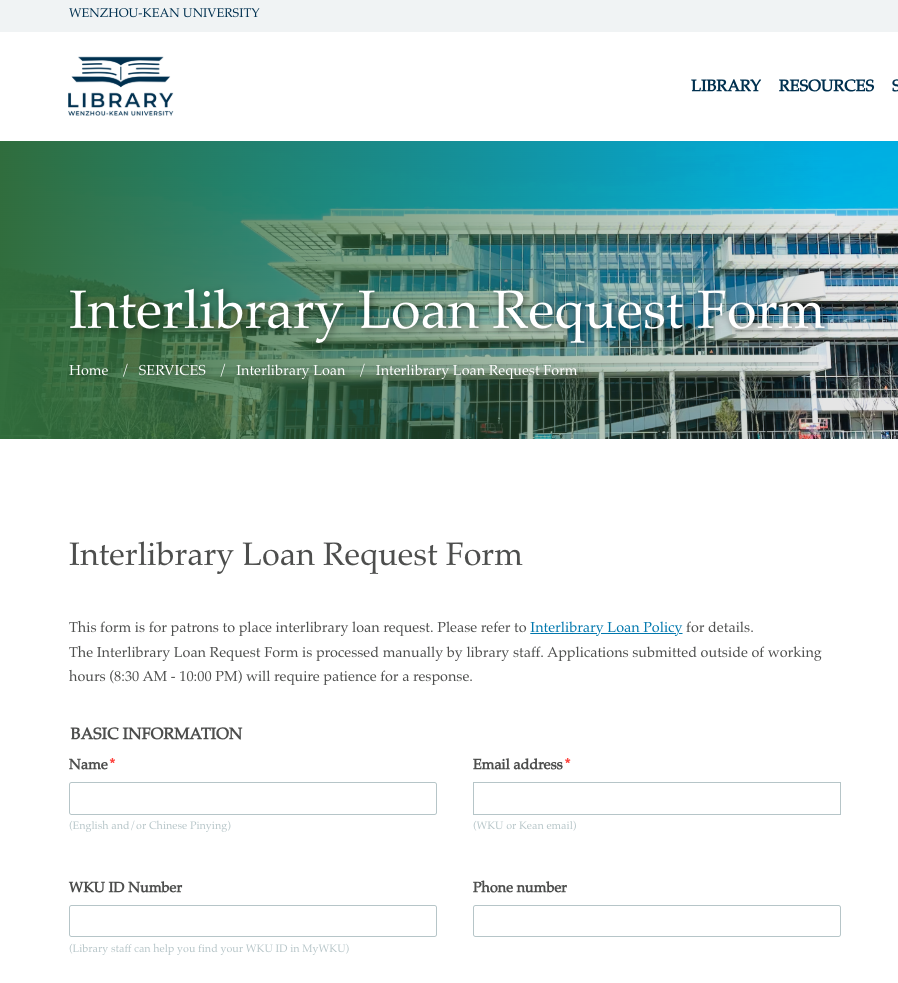 WENZHOU-KEAN UNIVERSITY
LIBRARY
WENZHOU-KEAN UNIVERSITY
LIBRARY RESOURCES S
Interlibrary Loan Request Form
Home / SERVICES / Interlibrary Loan / Interlibrary Loan Request Form
Interlibrary Loan Request Form
This form is for patrons to place interlibrary loan request. Please refer to Interlibrary Loan Policy for details.
The Interlibrary Loan Request Form is processed manually by library staff. Applications submitted outside of working
hours (8:30 AM - 10:00 PM) will require patience for a response.
BASIC INFORMATION
Name* Email address*
(English and/or Chinese Pinying) (WKU or Kean email)
WKU ID Number Phone number
(Library staff can help you find your WKU ID in MyWKU)